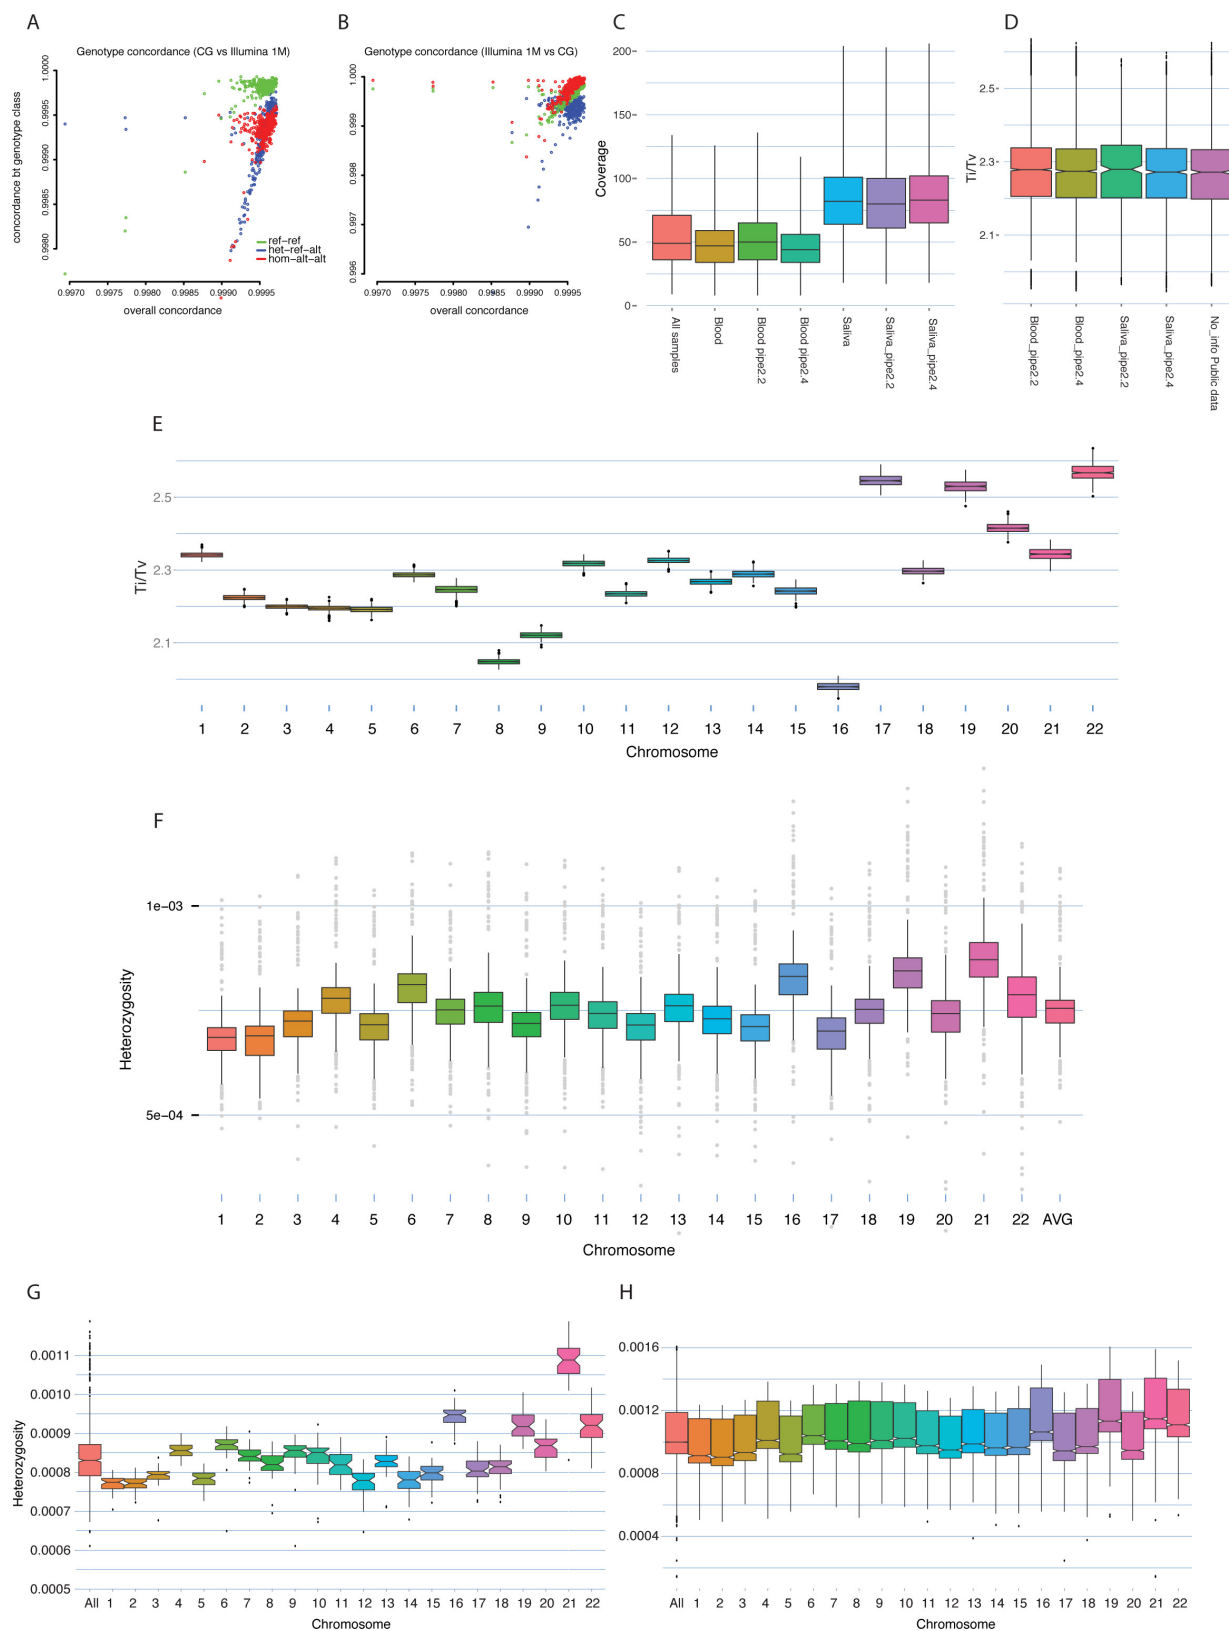 A
B
C
D
Genotype concordance (CG vs Illumina 1M)
concordance bt genotype class
1.0000
0.9995
0.9990
0.9985
0.9980
ref-ref
het-ref-alt
hom-alt-alt
0.9970 0.9975 0.9980 0.9985 0.9990 0.9995
overall concordance
Genotype concordance (Illumina 1M vs CG)
1.000
0.999
0.998
0.997
0.996
0.9970 0.9975 0.9980 0.9985 0.9990 0.9995
overall concordance
Coverage
200
150
100
50
0
All samples
Blood
Blood pipe2.2
Blood pipe2.4
Saliva
Saliva_pipe2.2
Saliva_pipe2.4
Ti/Tv
2.5
2.3
2.1
Blood_pipe2.2
Blood_pipe2.4
Saliva_pipe2.2
Saliva_pipe2.4
No_info Public data
E
Ti/Tv
2.5
2.3
2.1
1 2 3 4 5 6 7 8 9 10 11 12 13 14 15 16 17 18 19 20 21 22
Chromosome
F
Heterozygosity
1e-03
5e-04
1 2 3 4 5 6 7 8 9 10 11 12 13 14 15 16 17 18 19 20 21 22 AVG
Chromosome
G
Heterozygosity
0.0011
0.0010
0.0009
0.0008
0.0007
0.0006
0.0005
All 1 2 3 4 5 6 7 8 9 10 11 12 13 14 15 16 17 18 19 20 21 22
Chromosome
H
0.0016
0.0012
0.0008
0.0004
All 1 2 3 4 5 6 7 8 9 10 11 12 13 14 15 16 17 18 19 20 21 22
Chromosome